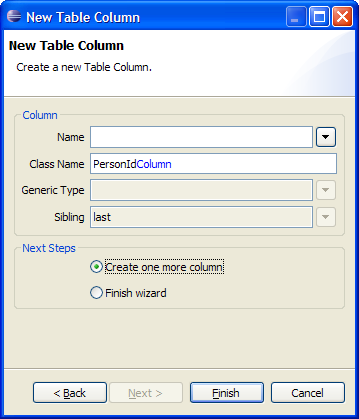 New Table Column
New Table Column
Create a new Table Column.
Column
Name
Class Name PersonIdColumn
Generic Type
Sibling last
Next Steps
Create one more column
Finish wizard
< Back Next > Finish Cancel